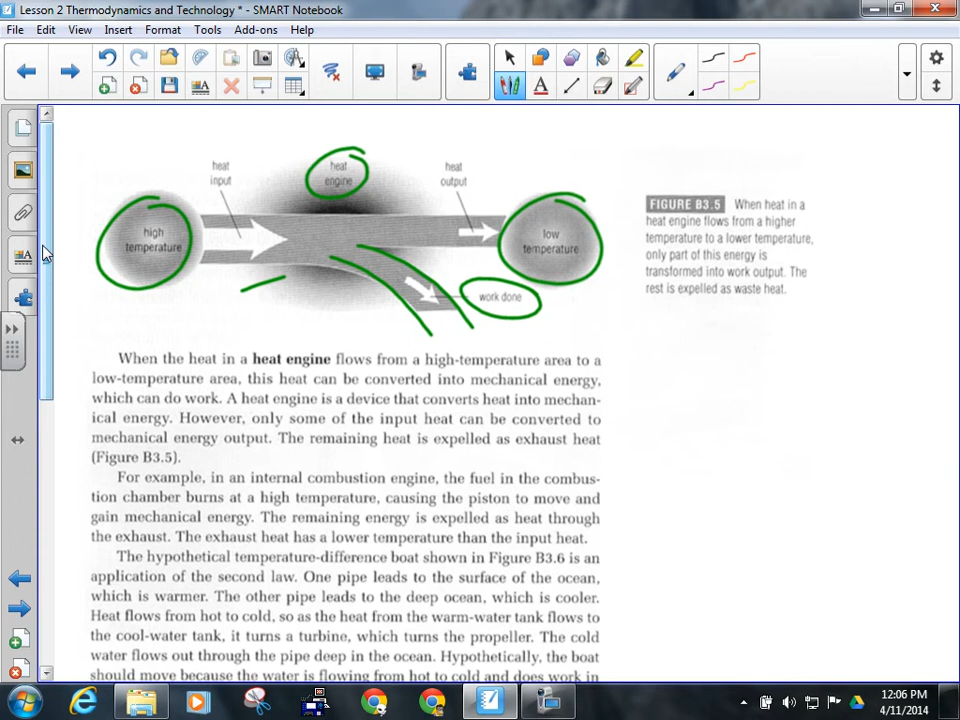 Lesson 2 Thermodynamics and Technology * - SMART Notebook
File Edit View Insert Format Tools Add-ons Help
heat
input
heat
engine
heat
output
high
temperature
low
temperature
work done
FIGURE B3.5 When heat in a
heat engine flows from a higher
temperature to a lower temperature,
only part of this energy is
transformed into work output. The
rest is expelled as waste heat.
When the heat in a heat engine flows from a high-temperature area to a
low-temperature area, this heat can be converted into mechanical energy,
which can do work. A heat engine is a device that converts heat into mechan-
ical energy. However, only some of the input heat can be converted to
mechanical energy output. The remaining heat is expelled as exhaust heat
(Figure B3.5).
For example, in an internal combustion engine, the fuel in the combus-
tion chamber burns at a high temperature, causing the piston to move and
gain mechanical energy. The remaining energy is expelled as heat through
the exhaust. The exhaust heat has a lower temperature than the input heat.
The hypothetical temperature-difference boat shown in Figure B3.6 is an
application of the second law. One pipe leads to the surface of the ocean,
which is warmer. The other pipe leads to the deep ocean, which is cooler.
Heat flows from hot to cold, so as the heat from the warm-water tank flows to
the cool-water tank, it turns a turbine, which turns the propeller. The cold
water flows out through the pipe deep in the ocean. Hypothetically, the boat
should move because the water is flowing from hot to cold and does work in
12:06 PM
4/11/2014